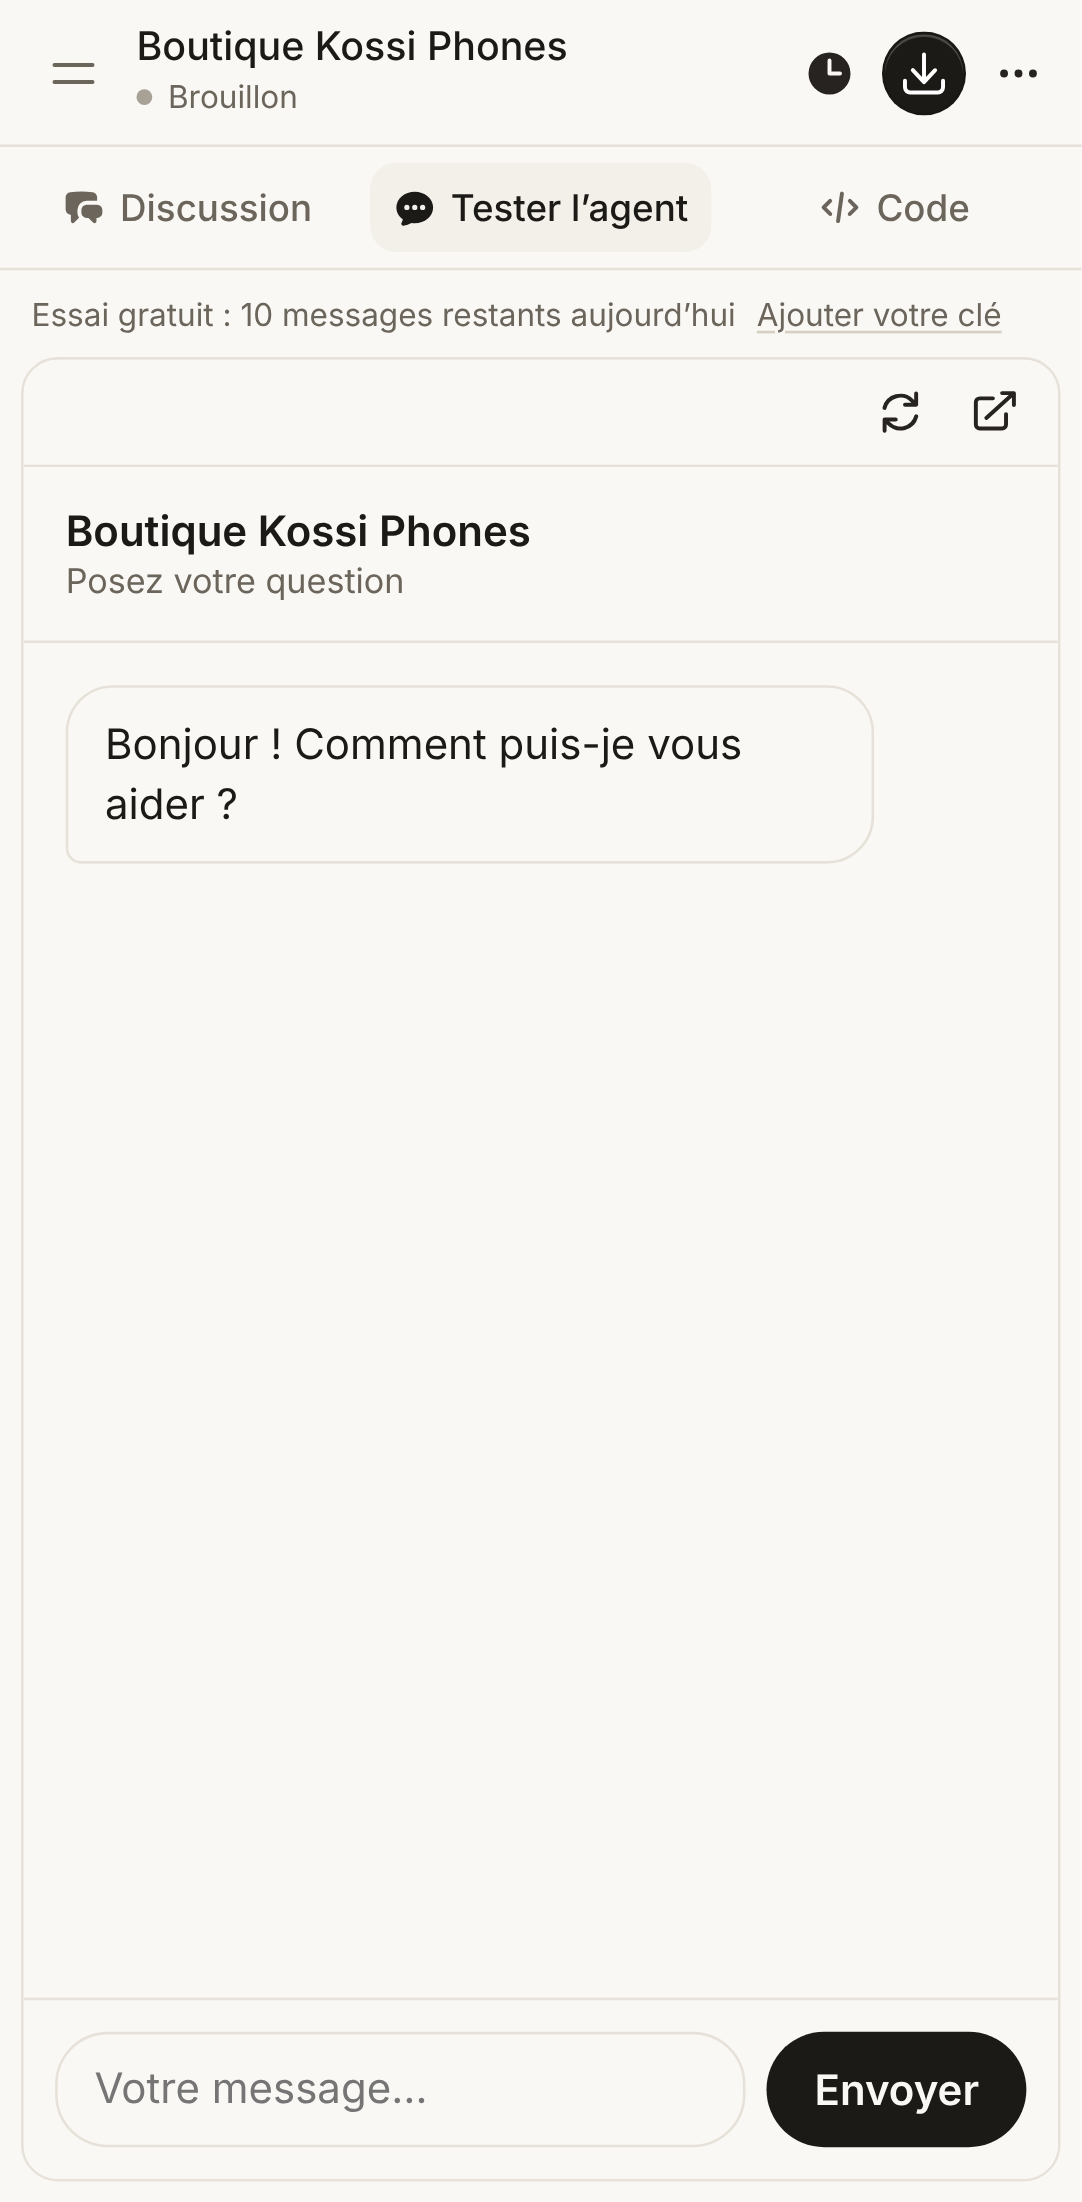 Boutique Kossi Phones
Brouillon
Discussion
Tester l’agent
Code
Essai gratuit : 10 messages restants aujourd’hui Ajouter votre clé
Boutique Kossi Phones
Posez votre question
Bonjour ! Comment puis-je vous
aider ?
Votre message...
Envoyer